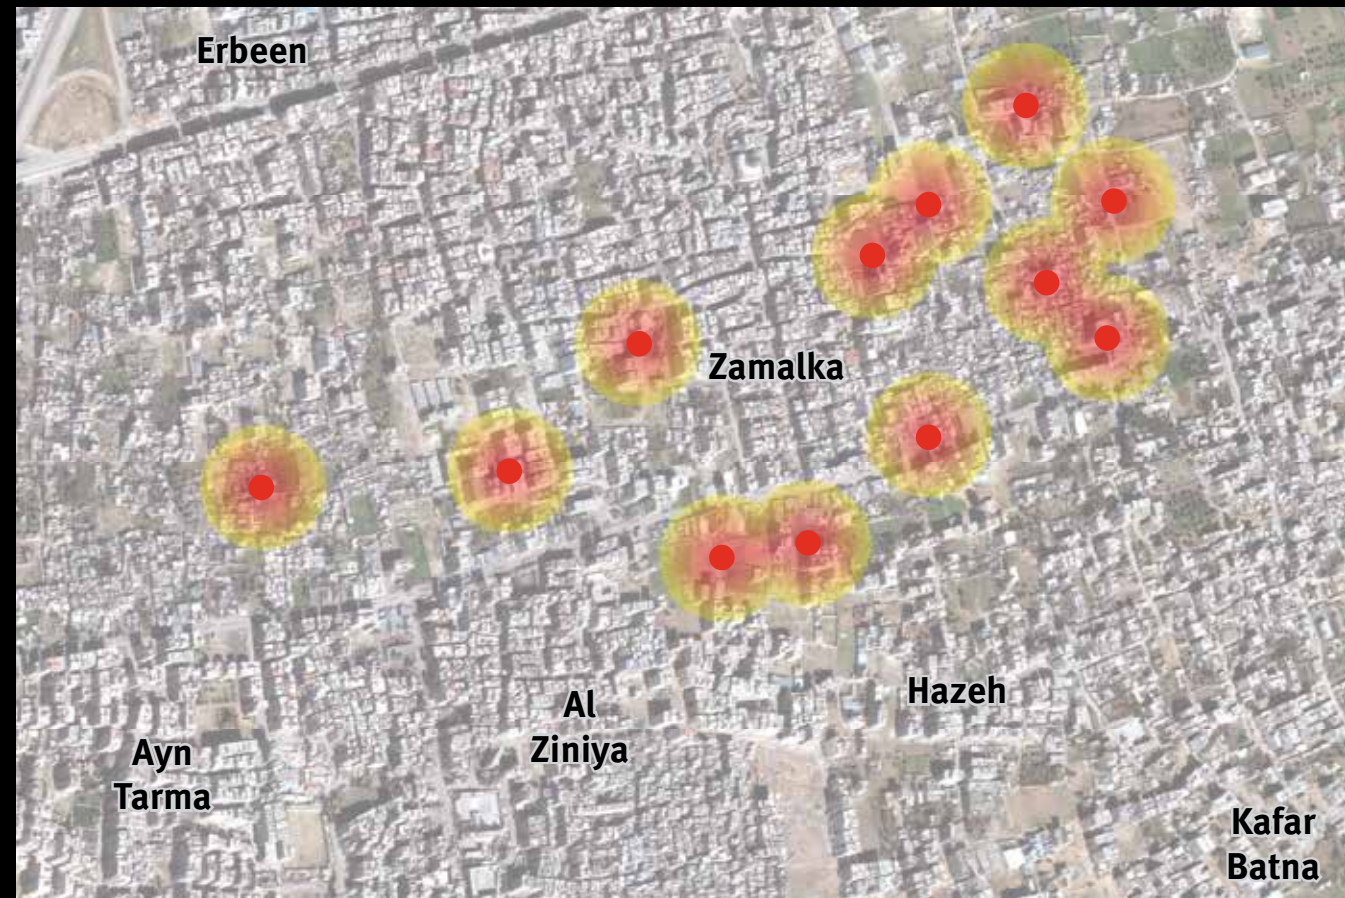 Erbeen
Zamalka
Hazeh
Al
Ziniya
Ayn
Tarma
Kafar
Batna